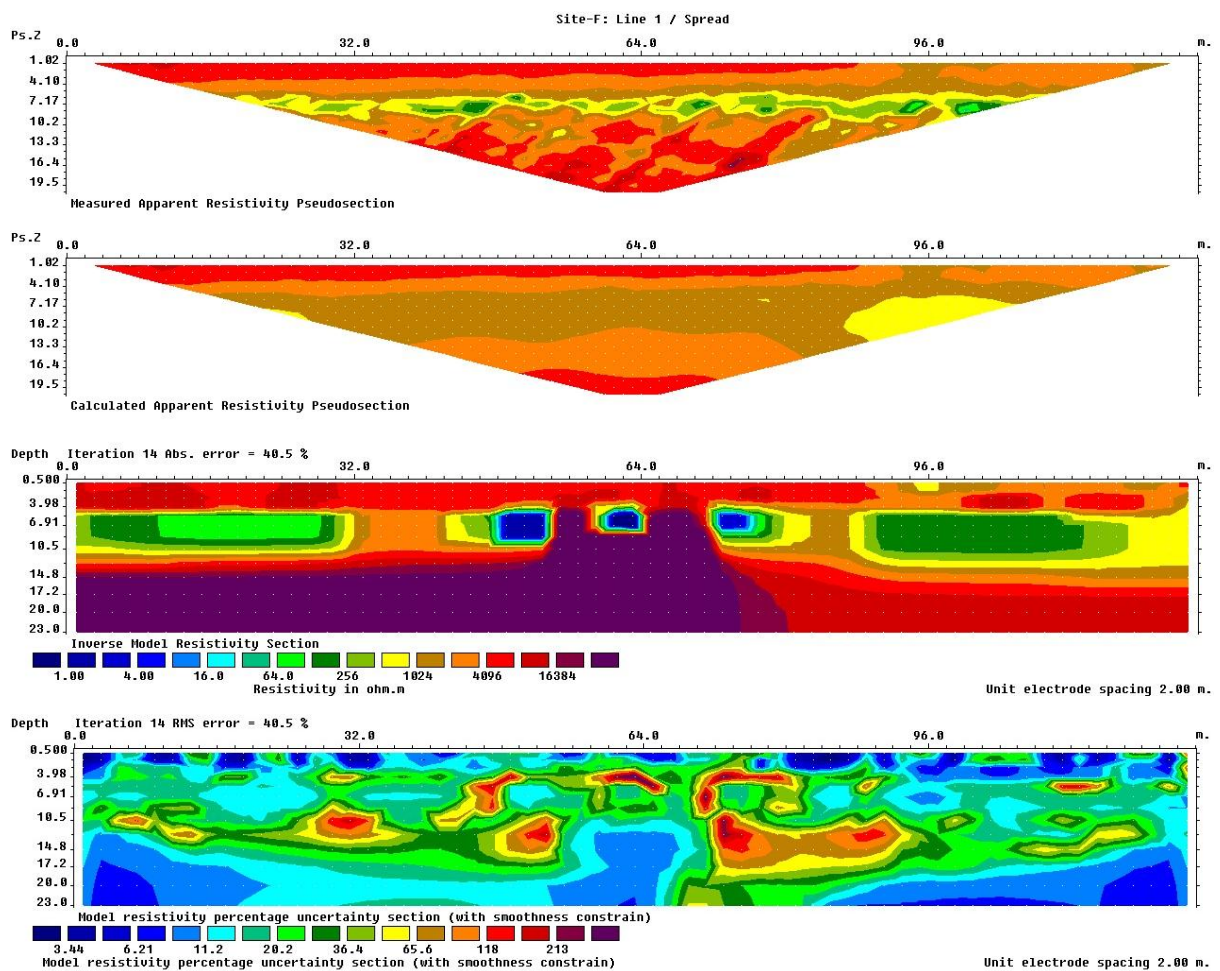 Site-F: Line 1 / Spread
Ps.Z 0.0 32.0 64.0 96.0 m.
1.02
4.10
7.17
10.2
13.3
16.4
19.5
Measured Apparent Resistivity Pseudosection
Ps.Z 0.0 32.0 64.0 96.0 m.
1.02
4.10
7.17
10.2
13.3
16.4
19.5
Calculated Apparent Resistivity Pseudosection
Depth Iteration 14 Abs. error = 40.5 %
0.0 32.0 64.0 96.0 m.
0.500
3.98
6.91
10.5
14.8
17.2
20.0
23.0
Inverse Model Resistivity Section
1.00 4.00 16.0 64.0 256 1024 4096 16384
Resistivity in ohm.m Unit electrode spacing 2.00 m.
Depth Iteration 14 RMS error = 40.5 %
0.0 32.0 64.0 96.0 m.
0.500
3.98
6.91
10.5
14.8
17.2
20.0
23.0
Model resistivity percentage uncertainty section (with smoothness constrain)
3.44 6.21 11.2 20.2 36.4 65.6 118 213
Model resistivity percentage uncertainty section (with smoothness constrain) Unit electrode spacing 2.00 m.